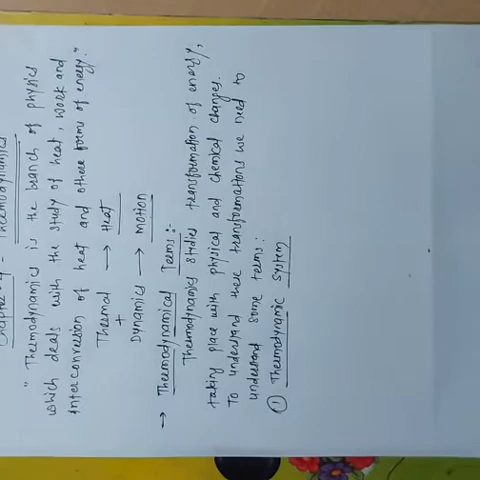 Chapter - 4 - Thermodynamics
" Thermodynamics is the branch of physics
which deals with the study of heat, work and
interconversion of heat and other forms of energy."
Thermal → Heat
+
Dynamics → Motion
→ Thermodynamical Terms :-
Thermodynamics studies transformation of energy,
taking place with physical and chemical changes.
To understand these transformations we need to
understand some terms :
① Thermodynamic System